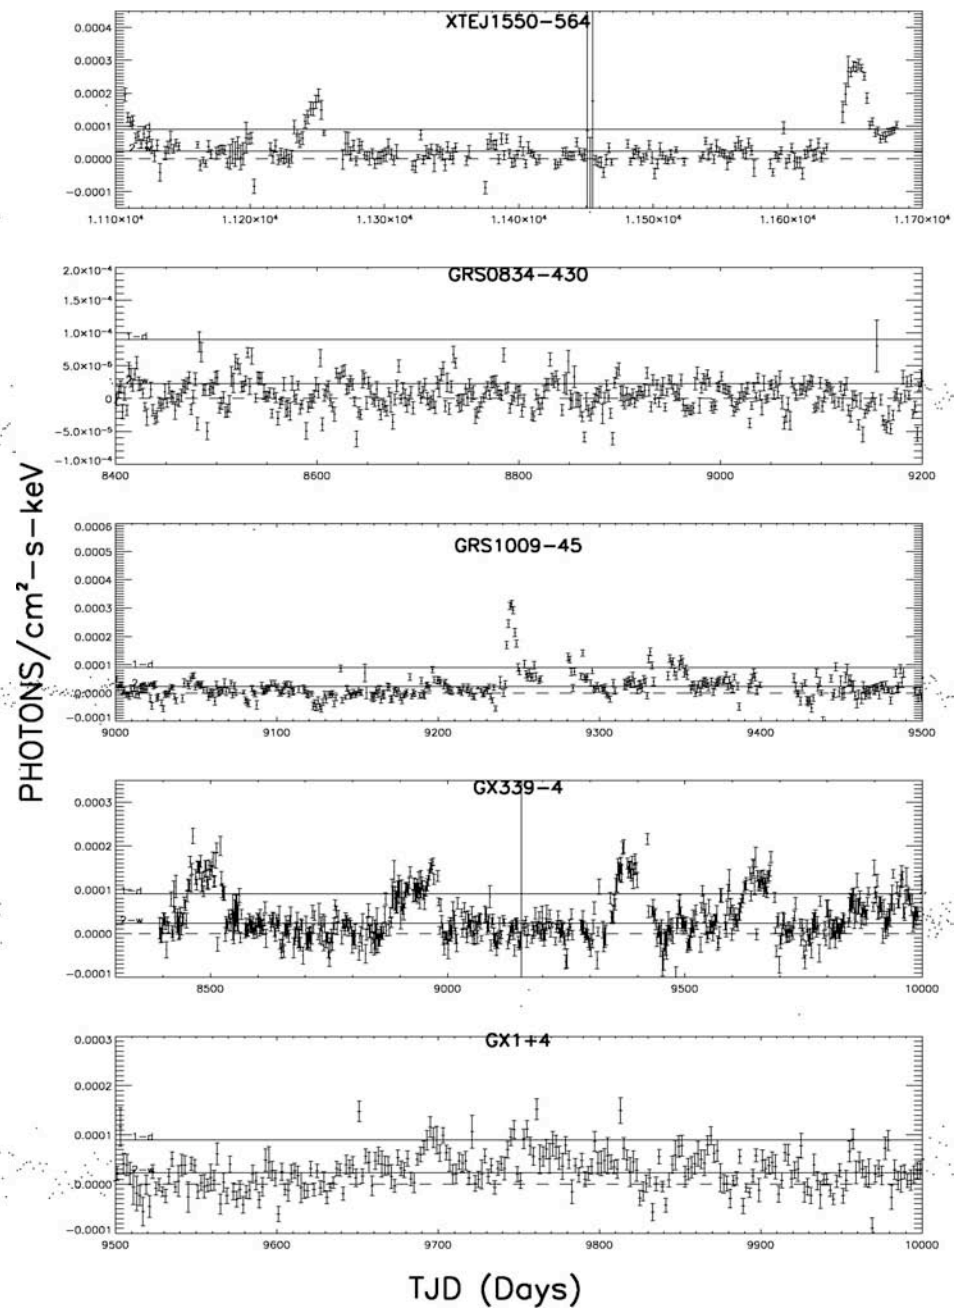 XTEJ1550−564
0.0004
0.0003
0.0002
0.0001
0.0000
−0.0001
1.110×10⁴ 1.120×10⁴ 1.130×10⁴ 1.140×10⁴ 1.150×10⁴ 1.160×10⁴ 1.170×10⁴
GRS0834−430
2.0×10⁻⁴
1.5×10⁻⁴
1−d
1.0×10⁻⁴
5.0×10⁻⁵
0
−5.0×10⁻⁵
−1.0×10⁻⁴
8400 8600 8800 9000 9200
PHOTONS/cm²−s−keV
GRS1009−45
0.0006
0.0005
0.0004
0.0003
0.0002
0.0001
1−d
0.0000
−0.0001
9000 9100 9200 9300 9400 9500
GX339−4
0.0003
0.0002
0.0001
1−d
2−w
0.0000
−0.0001
8500 9000 9500 10000
GX1+4
0.0003
0.0002
0.0001
1−d
0.0000
−0.0001
9500 9600 9700 9800 9900 10000
TJD (Days)